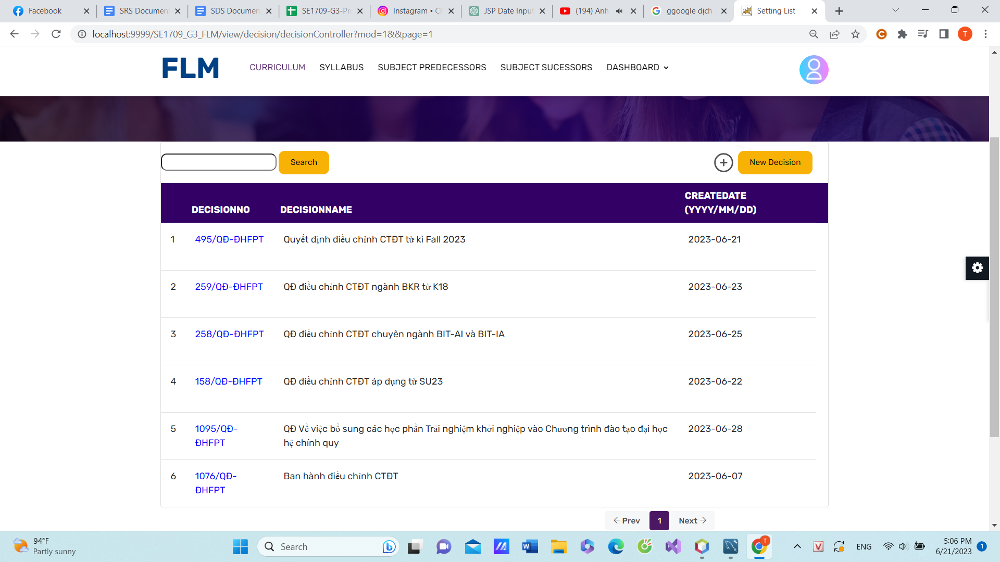 Facebook
SRS Documen
SDS Documen
SE1709-G3-Pr
Instagram • Ch
JSP Date Input
(194) Anh
ggoogle dịch
Setting List
localhost:9999/SE1709_G3_FLM/view/decision/decisionController?mod=1&&page=1
T
FLM
CURRICULUM
SYLLABUS
SUBJECT PREDECESSORS
SUBJECT SUCESSORS
DASHBOARD
Search
New Decision
DECISIONNO
DECISIONNAME
CREATEDATE
(YYYY/MM/DD)
1 495/QĐ-ĐHFPT Quyết định điều chỉnh CTĐT từ kì Fall 2023 2023-06-21
2 259/QĐ-ĐHFPT QĐ điều chỉnh CTĐT ngành BKR từ K18 2023-06-23
3 258/QĐ-ĐHFPT QĐ điều chỉnh CTĐT chuyên ngành BIT-AI và BIT-IA 2023-06-25
4 158/QĐ-ĐHFPT QĐ điều chỉnh CTĐT áp dụng từ SU23 2023-06-22
5 1095/QĐ- QĐ Về việc bổ sung các học phần Trải nghiệm khởi nghiệp vào Chương trình đào tạo đại học 2023-06-28
ĐHFPT hệ chính quy
6 1076/QĐ- Ban hành điều chỉnh CTĐT 2023-06-07
ĐHFPT
Prev
1
Next
94°F
Partly sunny
Search
ENG
5:06 PM
6/21/2023
1